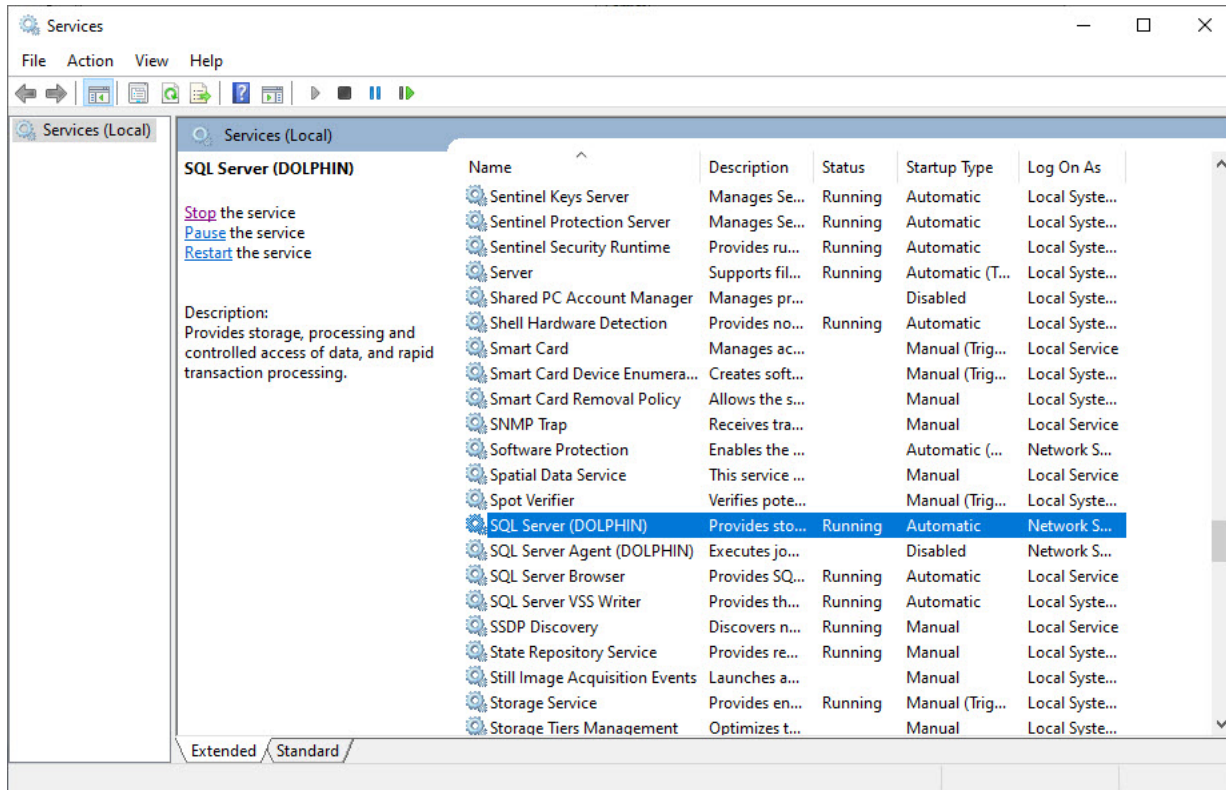 Services
File Action View Help
Services (Local)
Services (Local)
SQL Server (DOLPHIN)
Stop the service
Pause the service
Restart the service
Description:
Provides storage, processing and
controlled access of data, and rapid
transaction processing.
Name Description Status Startup Type Log On As
Sentinel Keys Server Manages Se... Running Automatic Local Syste...
Sentinel Protection Server Manages Se... Running Automatic Local Syste...
Sentinel Security Runtime Provides ru... Running Automatic Local Syste...
Server Supports fil... Running Automatic (T... Local Syste...
Shared PC Account Manager Manages pr... Disabled Local Syste...
Shell Hardware Detection Provides no... Running Automatic Local Syste...
Smart Card Manages ac... Manual (Trig... Local Service
Smart Card Device Enumera... Creates soft... Manual (Trig... Local Syste...
Smart Card Removal Policy Allows the s... Manual Local Syste...
SNMP Trap Receives tra... Manual Local Service
Software Protection Enables the ... Automatic (... Network S...
Spatial Data Service This service ... Manual Local Service
Spot Verifier Verifies pote... Manual (Trig... Local Syste...
SQL Server (DOLPHIN) Provides sto... Running Automatic Network S...
SQL Server Agent (DOLPHIN) Executes jo... Disabled Network S...
SQL Server Browser Provides SQ... Running Automatic Local Service
SQL Server VSS Writer Provides th... Running Automatic Local Syste...
SSDP Discovery Discovers n... Running Manual Local Service
State Repository Service Provides re... Running Manual Local Syste...
Still Image Acquisition Events Launches a... Manual Local Syste...
Storage Service Provides en... Running Manual (Trig... Local Syste...
Storage Tiers Management Optimizes t... Manual Local Syste...
Extended Standard